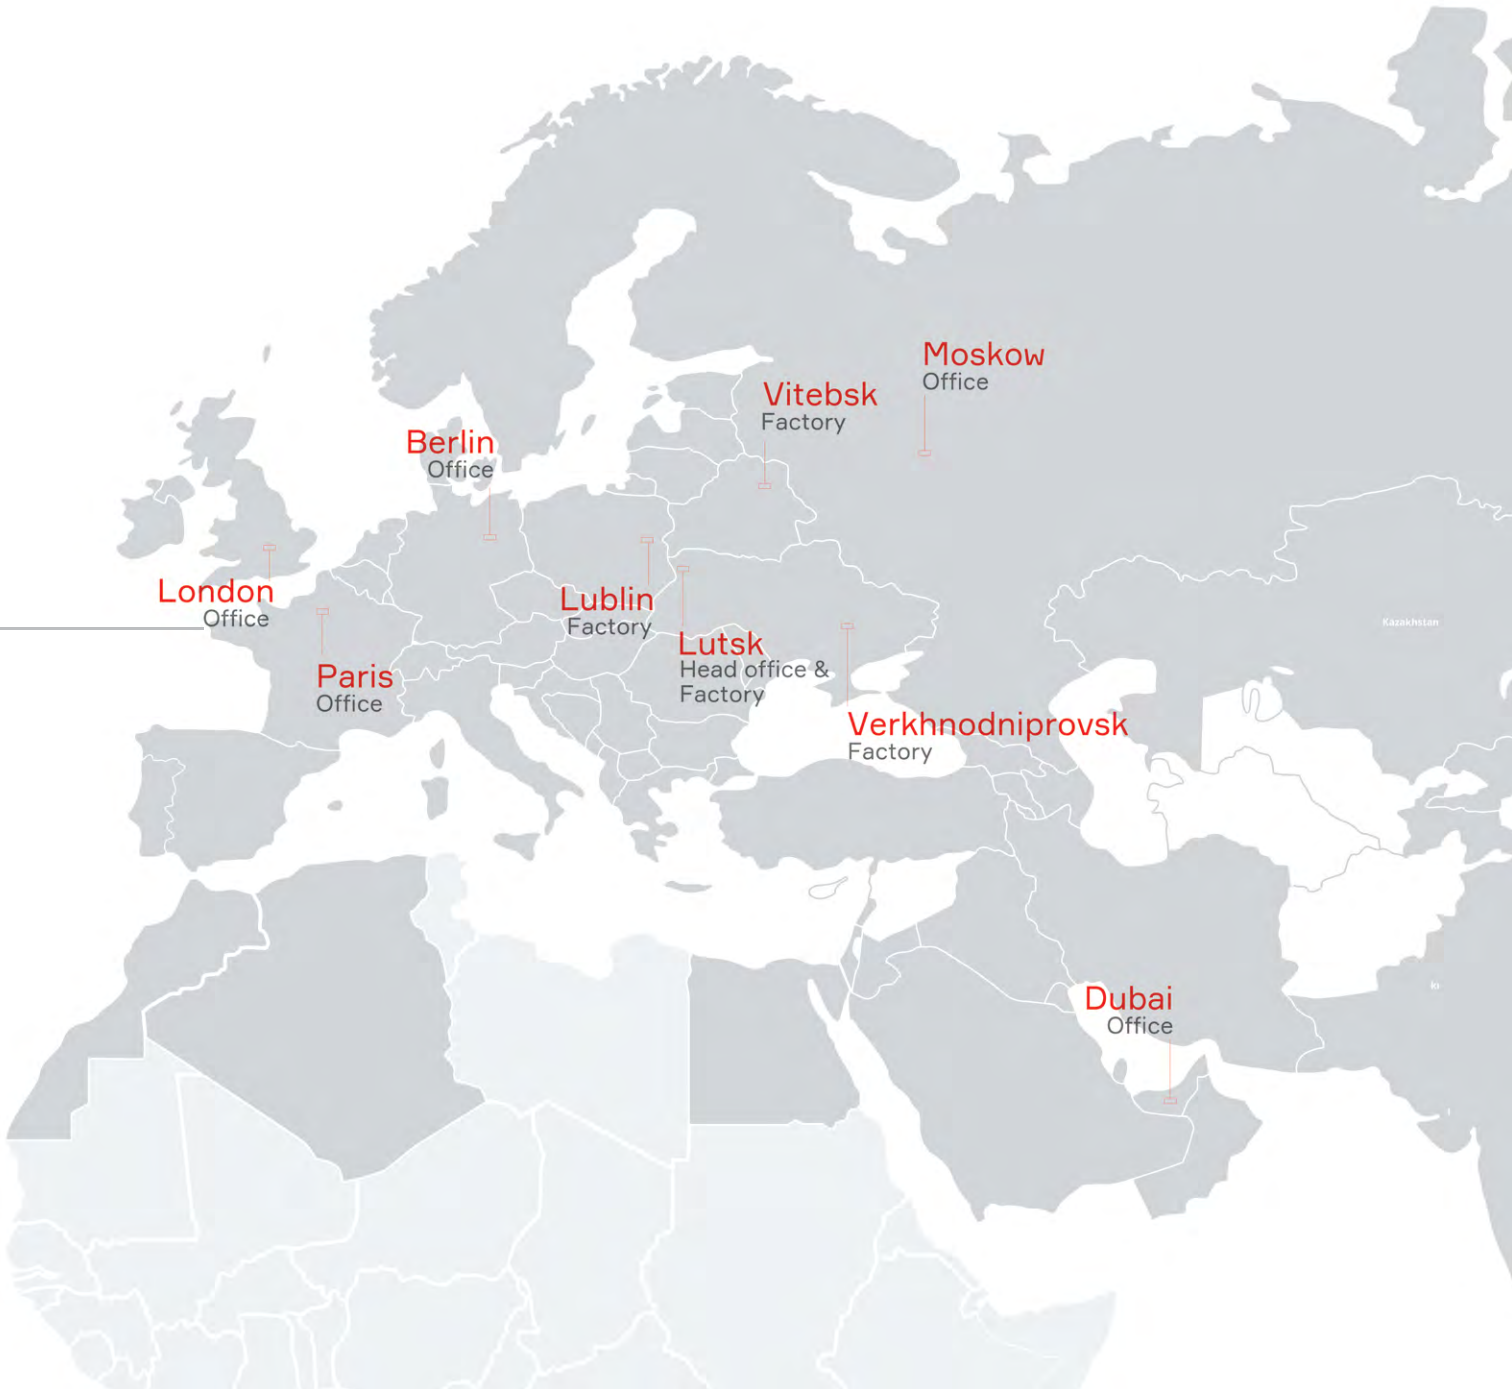 Moskow
Office
Vitebsk
Factory
Berlin
Office
London
Office
Lublin
Factory
Kazakhstan
Lutsk
Head office &
Factory
Paris
Office
Verkhnodniprovsk
Factory
Dubai
Office